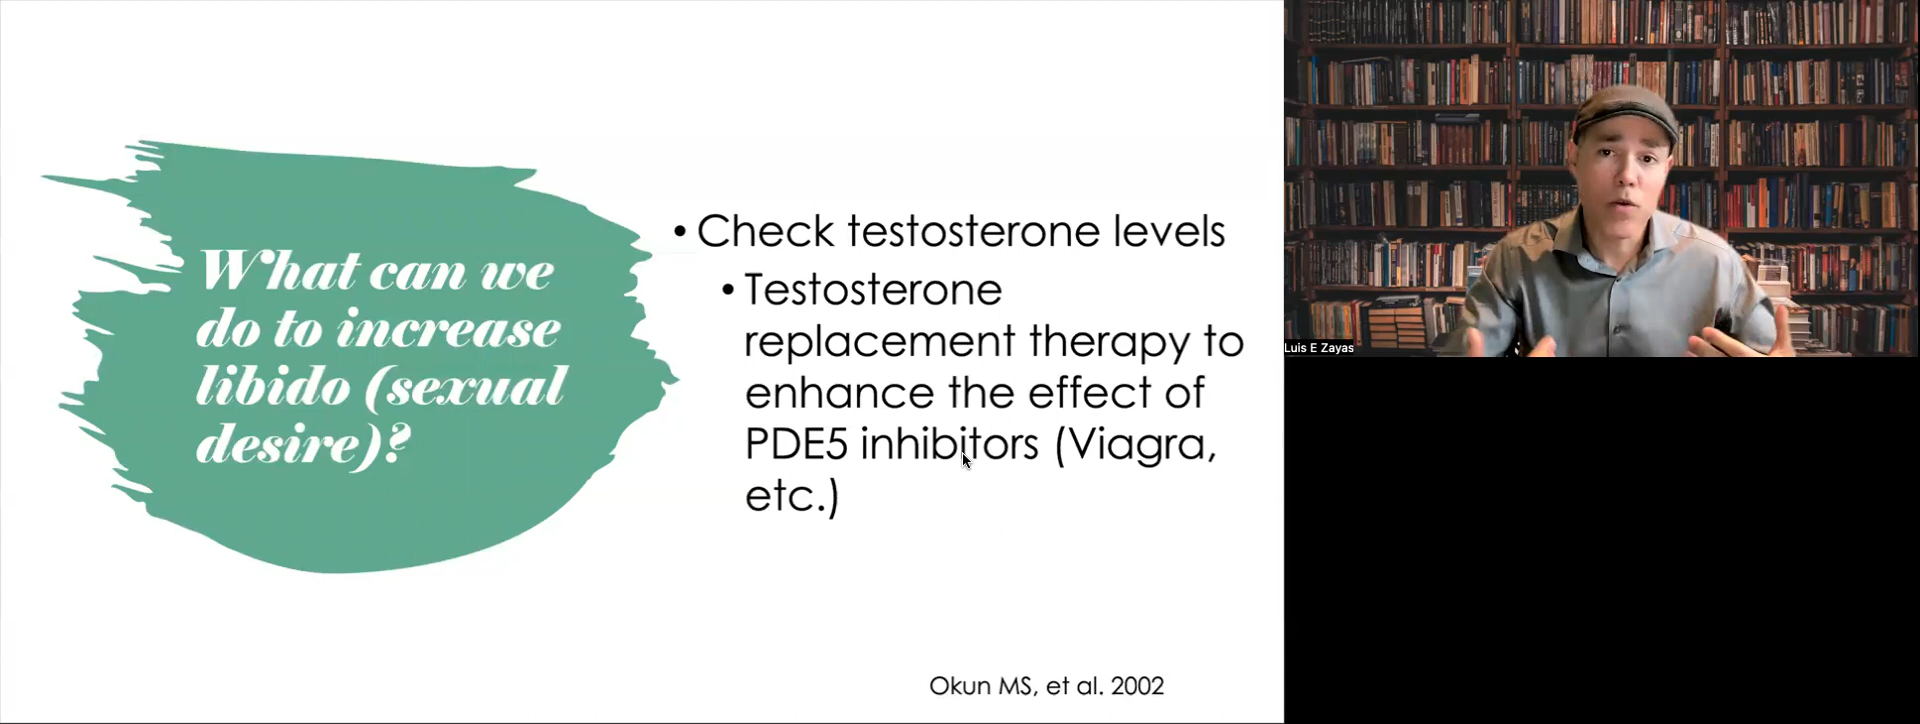 What can we
do to increase
libido (sexual
desire)?
• Check testosterone levels
• Testosterone
replacement therapy to
enhance the effect of
PDE5 inhibitors (Viagra,
etc.)
Okun MS, et al. 2002
Luis E Zayas